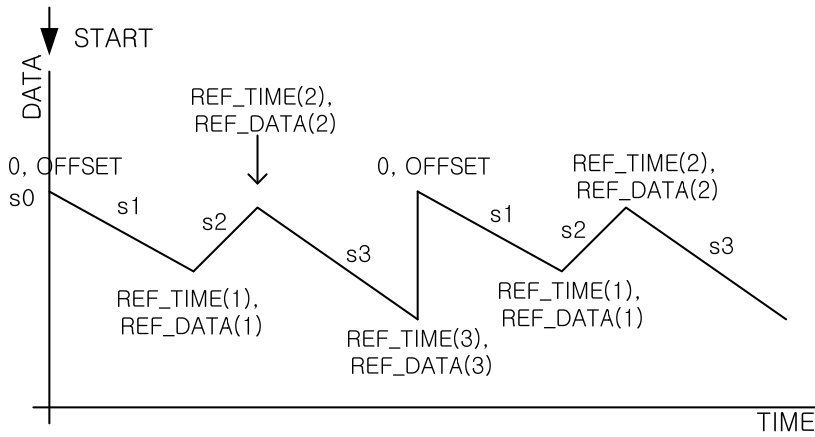 START
DATA
REF_TIME(2),
REF_DATA(2)
0, OFFSET
s0
s1
s2
s3
REF_TIME(1),
REF_DATA(1)
REF_TIME(3),
REF_DATA(3)
0, OFFSET
s1
s2
s3
REF_TIME(2),
REF_DATA(2)
REF_TIME(1),
REF_DATA(1)
TIME